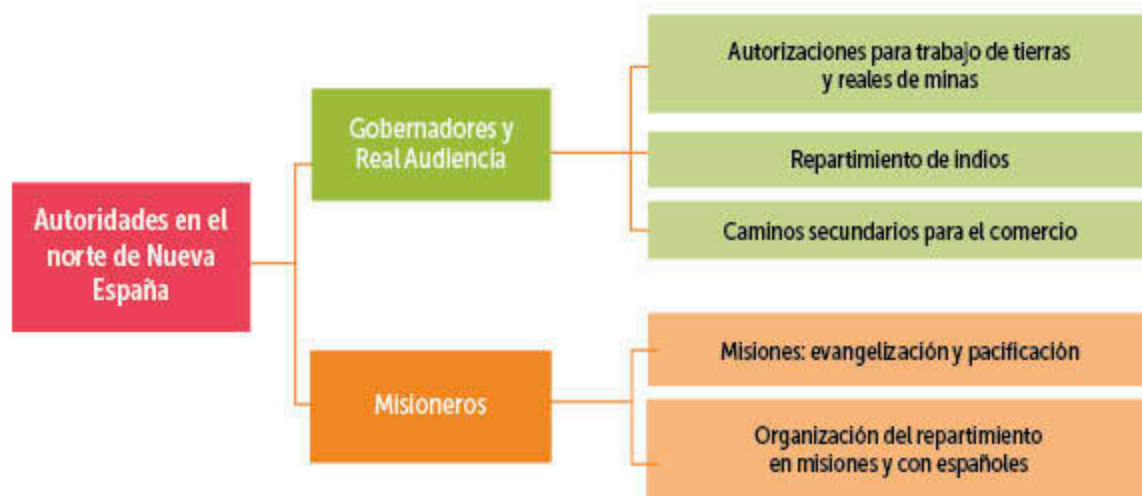 Autoridades en el
norte de Nueva
España
Gobernadores y
Real Audiencia
Autorizaciones para trabajo de tierras
y reales de minas
Repartimiento de indios
Caminos secundarios para el comercio
Misioneros
Misiones: evangelización y pacificación
Organización del repartimiento
en misiones y con españoles